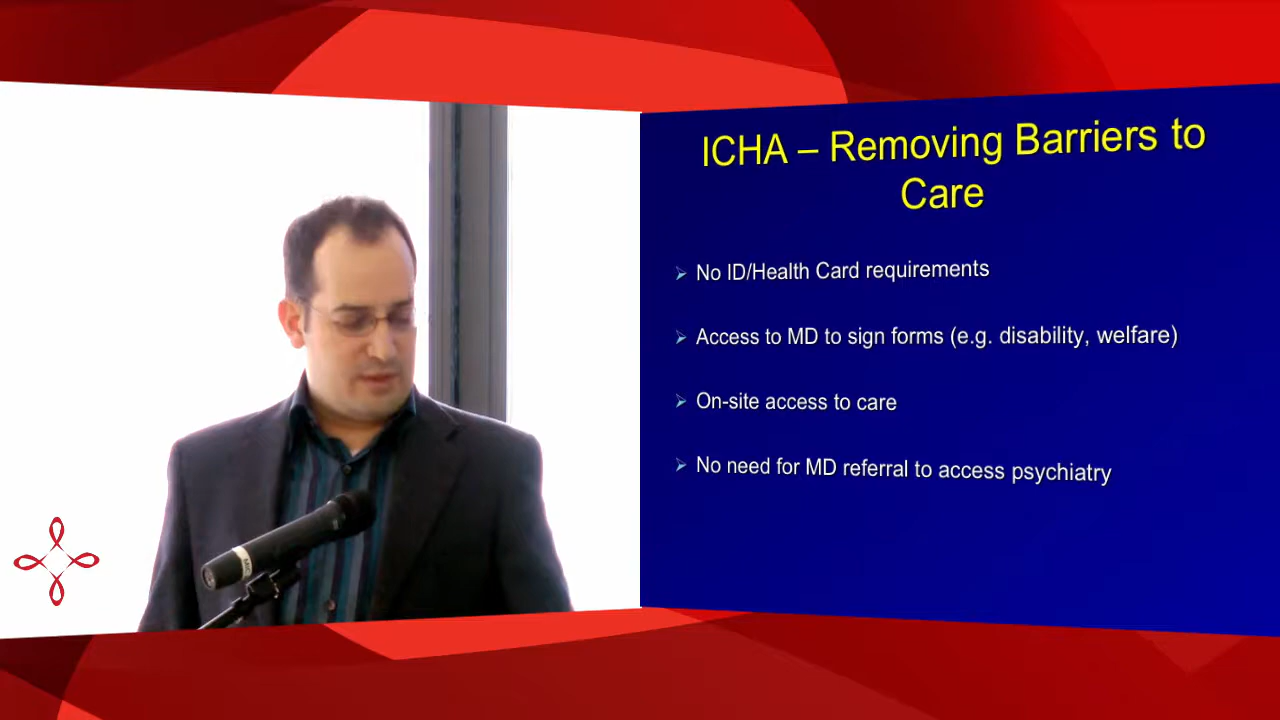 ICHA – Removing Barriers to
Care
No ID/Health Card requirements
Access to MD to sign forms (e.g. disability, welfare)
On-site access to care
No need for MD referral to access psychiatry